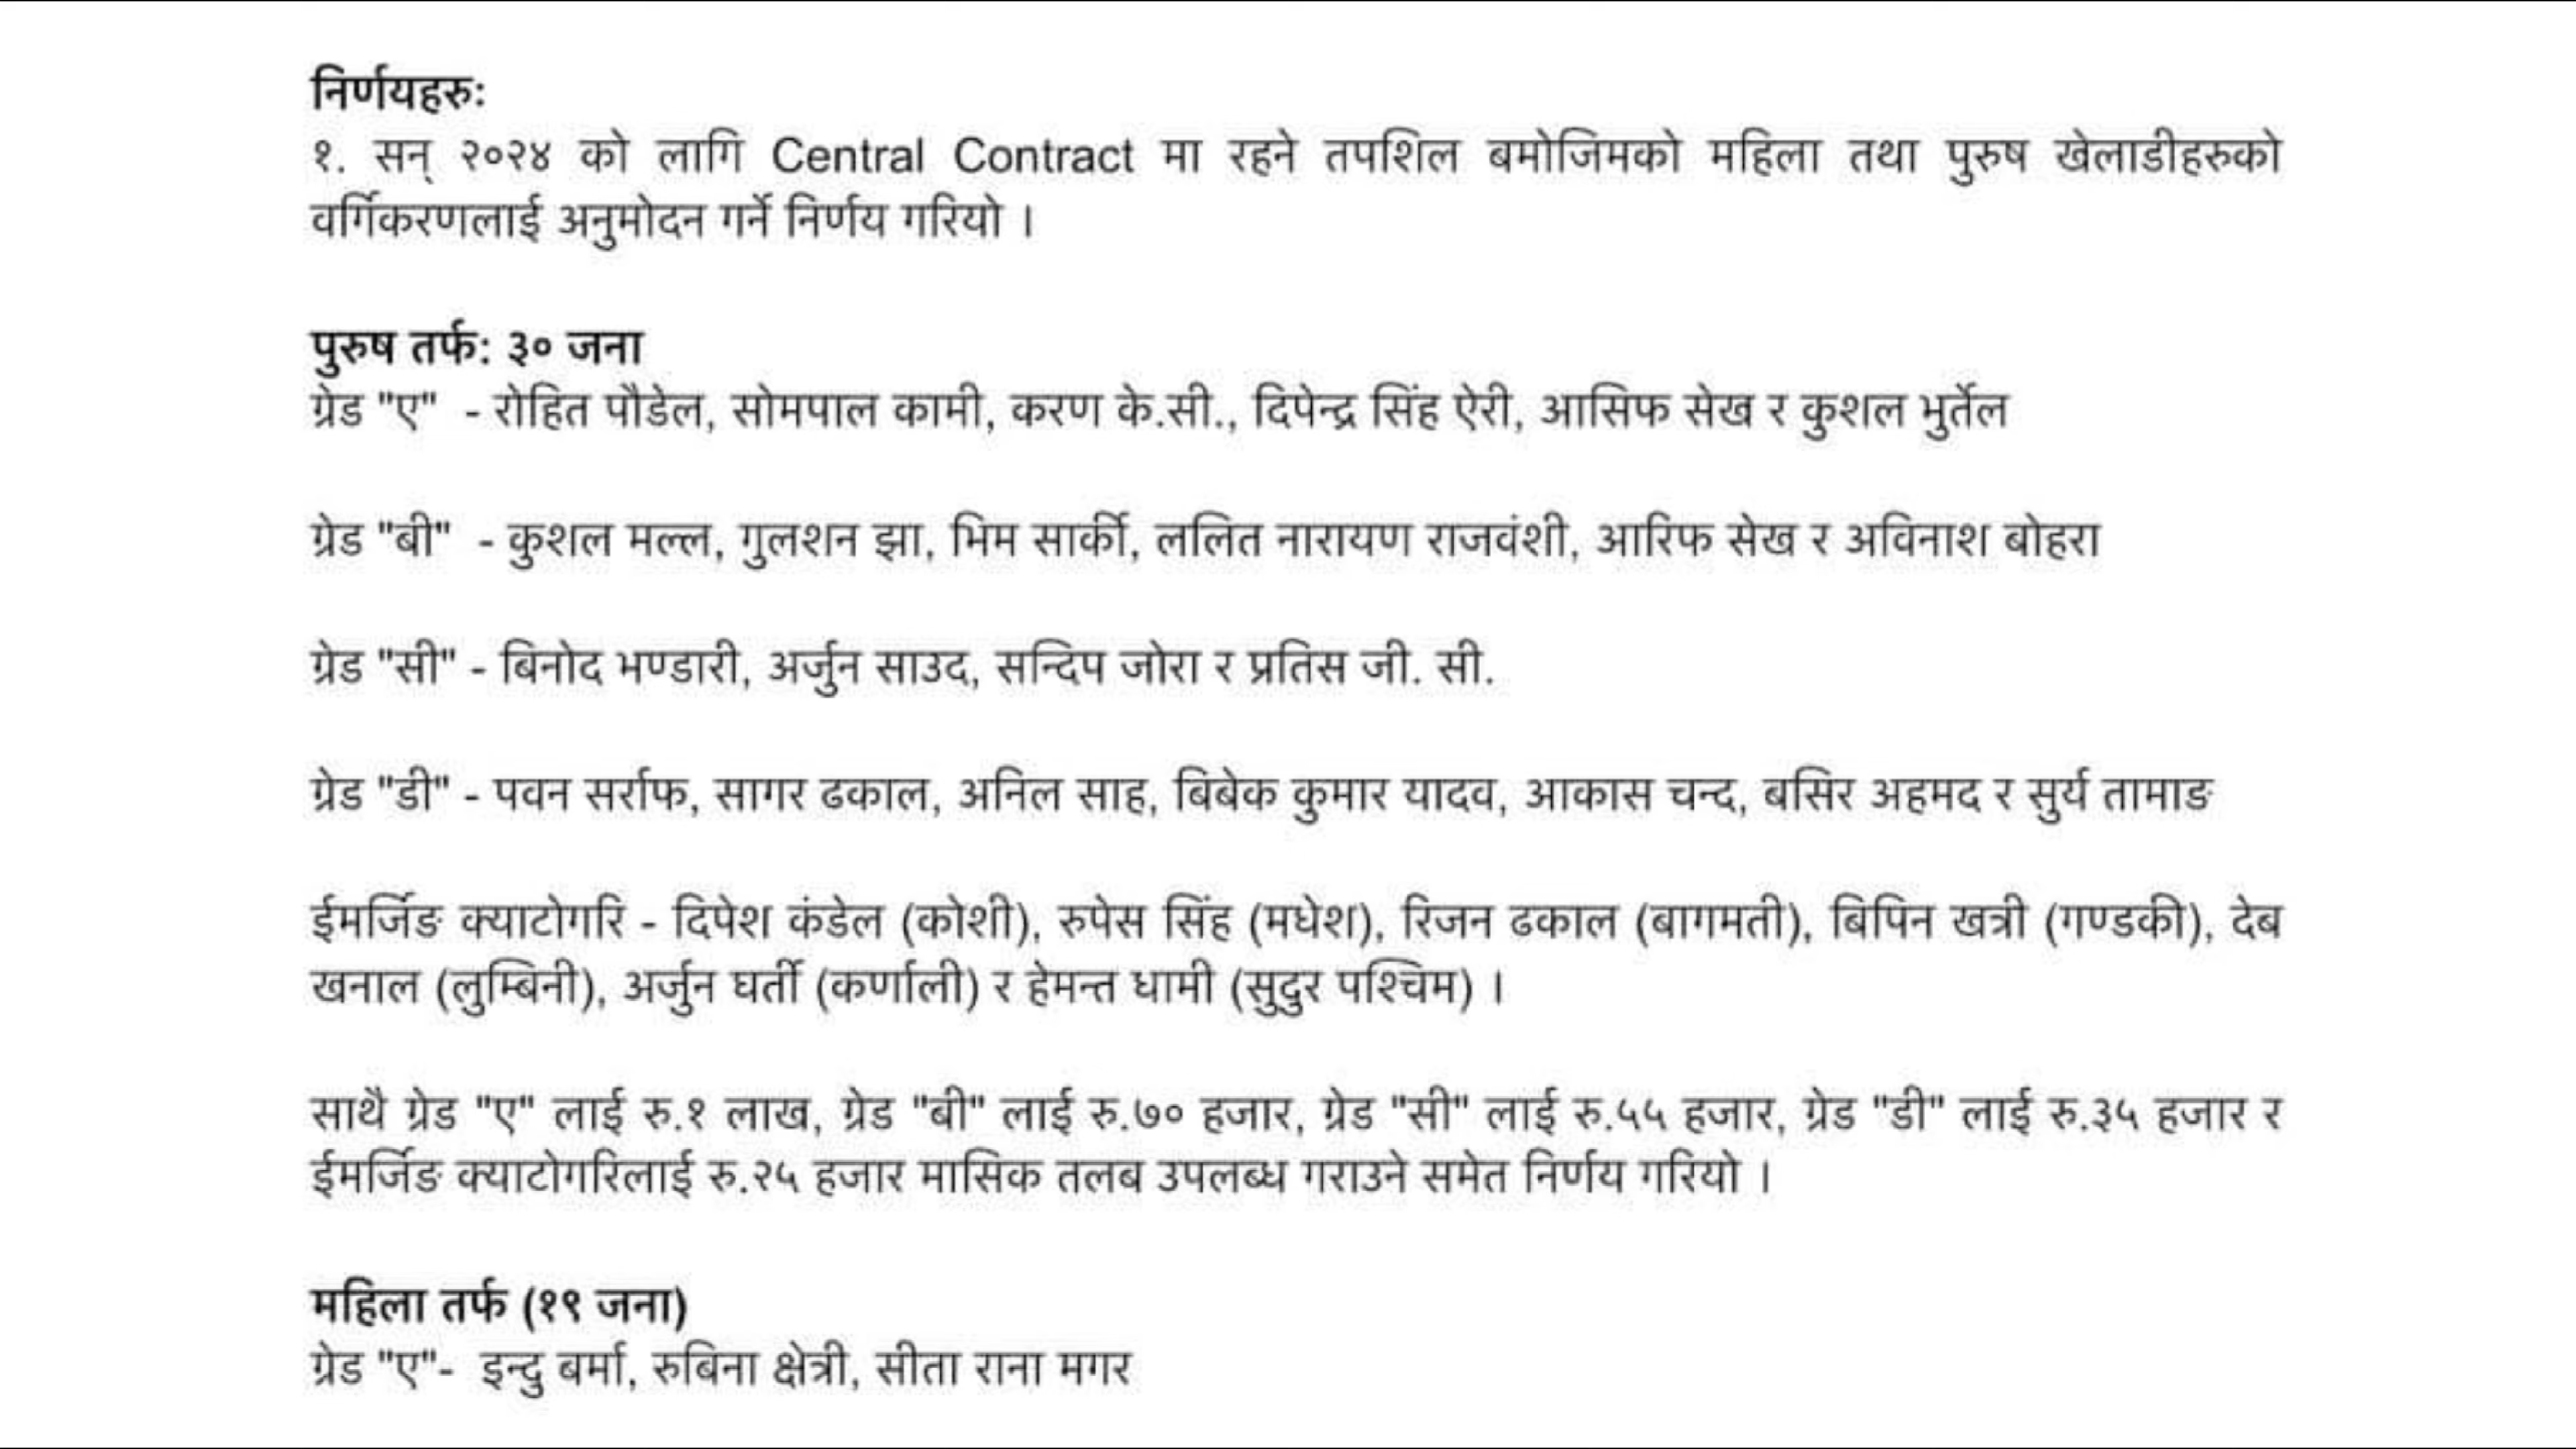 निर्णयहरुः
१. सन् २०२४ को लागि Central Contract मा रहने तपशिल बमोजिमको महिला तथा पुरुष खेलाडीहरुको
वर्गिकरणलाई अनुमोदन गर्ने निर्णय गरियो ।
पुरुष तर्फ: ३० जना
ग्रेड "ए" - रोहित पौडेल, सोमपाल कामी, करण के.सी., दिपेन्द्र सिंह ऐरी, आसिफ सेख र कुशल भुर्तेल
ग्रेड "बी" - कुशल मल्ल, गुलशन झा, भिम सार्की, ललित नारायण राजवंशी, आरिफ सेख र अविनाश बोहरा
ग्रेड "सी" - बिनोद भण्डारी, अर्जुन साउद, सन्दिप जोरा र प्रतिस जी. सी.
ग्रेड "डी" - पवन सर्राफ, सागर ढकाल, अनिल साह, बिबेक कुमार यादव, आकास चन्द, बसिर अहमद र सुर्य तामाङ
ईमर्जिङ क्याटोगरि - दिपेश कंडेल (कोशी), रुपेस सिंह (मधेश), रिजन ढकाल (बागमती), बिपिन खत्री (गण्डकी), देब
खनाल (लुम्बिनी), अर्जुन घर्ती (कर्णाली) र हेमन्त धामी (सुदुर पश्चिम) ।
साथै ग्रेड "ए" लाई रु.१ लाख, ग्रेड "बी" लाई रु.७० हजार, ग्रेड "सी" लाई रु.५५ हजार, ग्रेड "डी" लाई रु.३५ हजार र
ईमर्जिङ क्याटोगरिलाई रु.२५ हजार मासिक तलब उपलब्ध गराउने समेत निर्णय गरियो ।
महिला तर्फ (१९ जना)
ग्रेड "ए"- इन्दु बर्मा, रुबिना क्षेत्री, सीता राना मगर